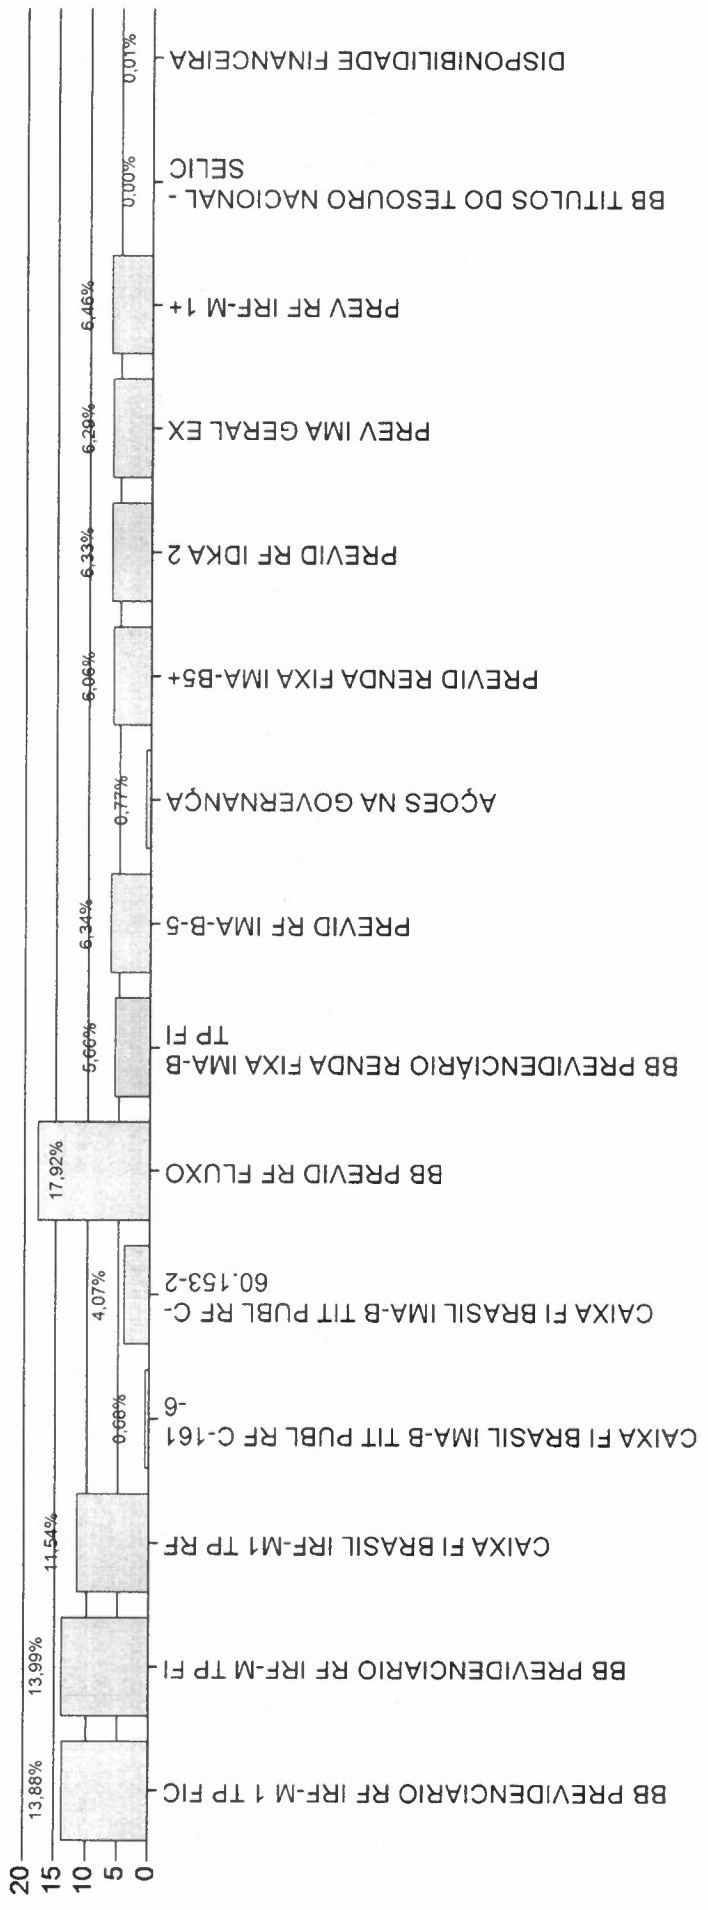 20
15
10
5
0
13,88%
13,99%
11,54%
0,68%
4,07%
17,92%
5,66%
6,34%
0,77%
6,06%
6,33%
6,29%
6,46%
0,00%
0,01%
BB PREVIDENCIARIO RF IRF-M 1 TP FIC
BB PREVIDENCIARIO RF IRF-M TP FI
CAIXA FI BRASIL IRF-M1 TP RF
CAIXA FI BRASIL IMA-B TIT PUBL RF C-161
-6
CAIXA FI BRASIL IMA-B TIT PUBL RF C-
60.153-2
BB PREVID RF FLUXO
BB PREVIDENCIÁRIO RENDA FIXA IMA-B
TP FI
PREVID RF IMA-B-5
AÇOES NA GOVERNANÇA
PREVID RENDA FIXA IMA-B5+
PREVID RF IDKA 2
PREV IMA GERAL EX
PREV RF IRF-M 1+
BB TITULOS DO TESOURO NACIONAL -
SELIC
DISPONIBILIDADE FINANCEIRA